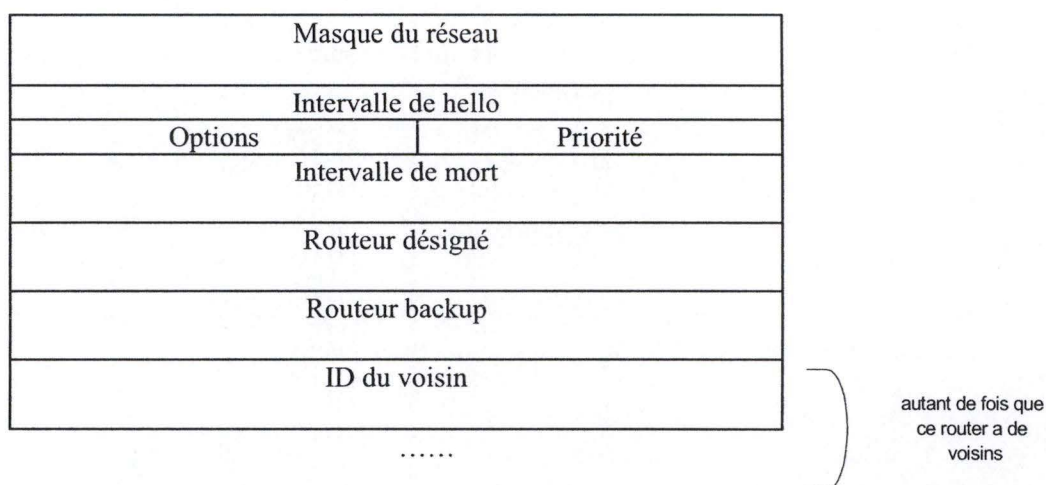 Masque du réseau
Intervalle de hello
Options Priorité
Intervalle de mort
Routeur désigné
Routeur backup
ID du voisin
autant de fois que
ce router a de
voisins
......